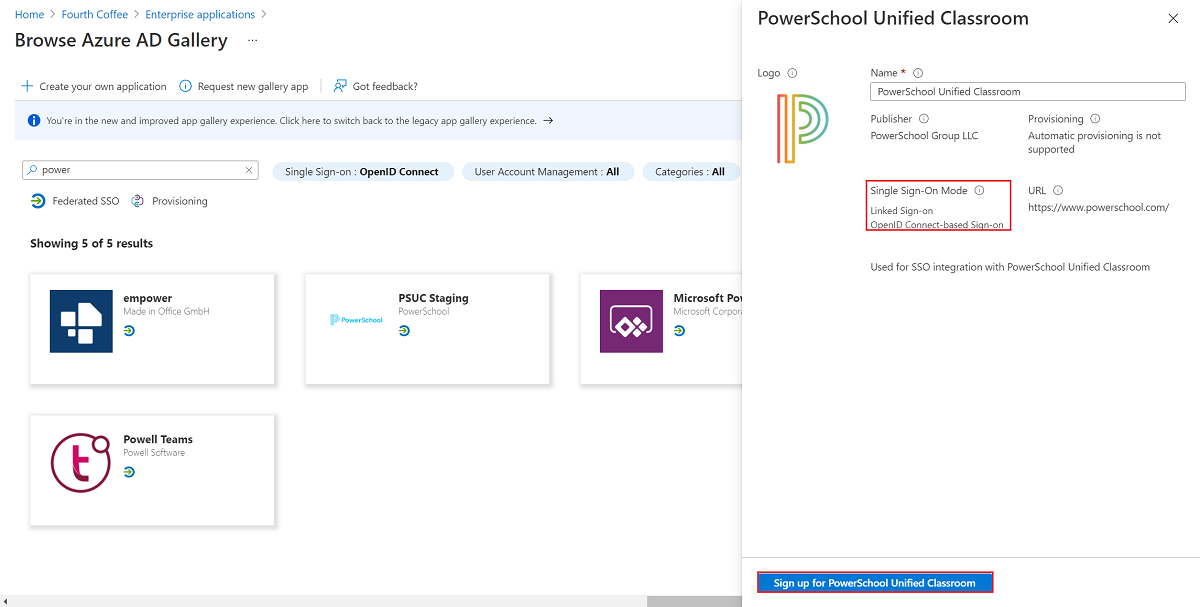 Home > Fourth Coffee > Enterprise applications >
Browse Azure AD Gallery ...
Create your own application
Request new gallery app
Got feedback?
You're in the new and improved app gallery experience. Click here to switch back to the legacy app gallery experience. →
power
Single Sign-on : OpenID Connect
User Account Management : All
Categories : All
Federated SSO
Provisioning
Showing 5 of 5 results
empower
Made in Office GmbH
PSUC Staging
PowerSchool
PowerSchool
Microsoft Pow
Microsoft Corpora
Powell Teams
Powell Software
PowerSchool Unified Classroom
Logo
Name *
PowerSchool Unified Classroom
Publisher
PowerSchool Group LLC
Provisioning
Automatic provisioning is not
supported
Single Sign-On Mode
Linked Sign-on
OpenID Connect-based Sign-on
URL
https://www.powerschool.com/
Used for SSO integration with PowerSchool Unified Classroom
Sign up for PowerSchool Unified Classroom